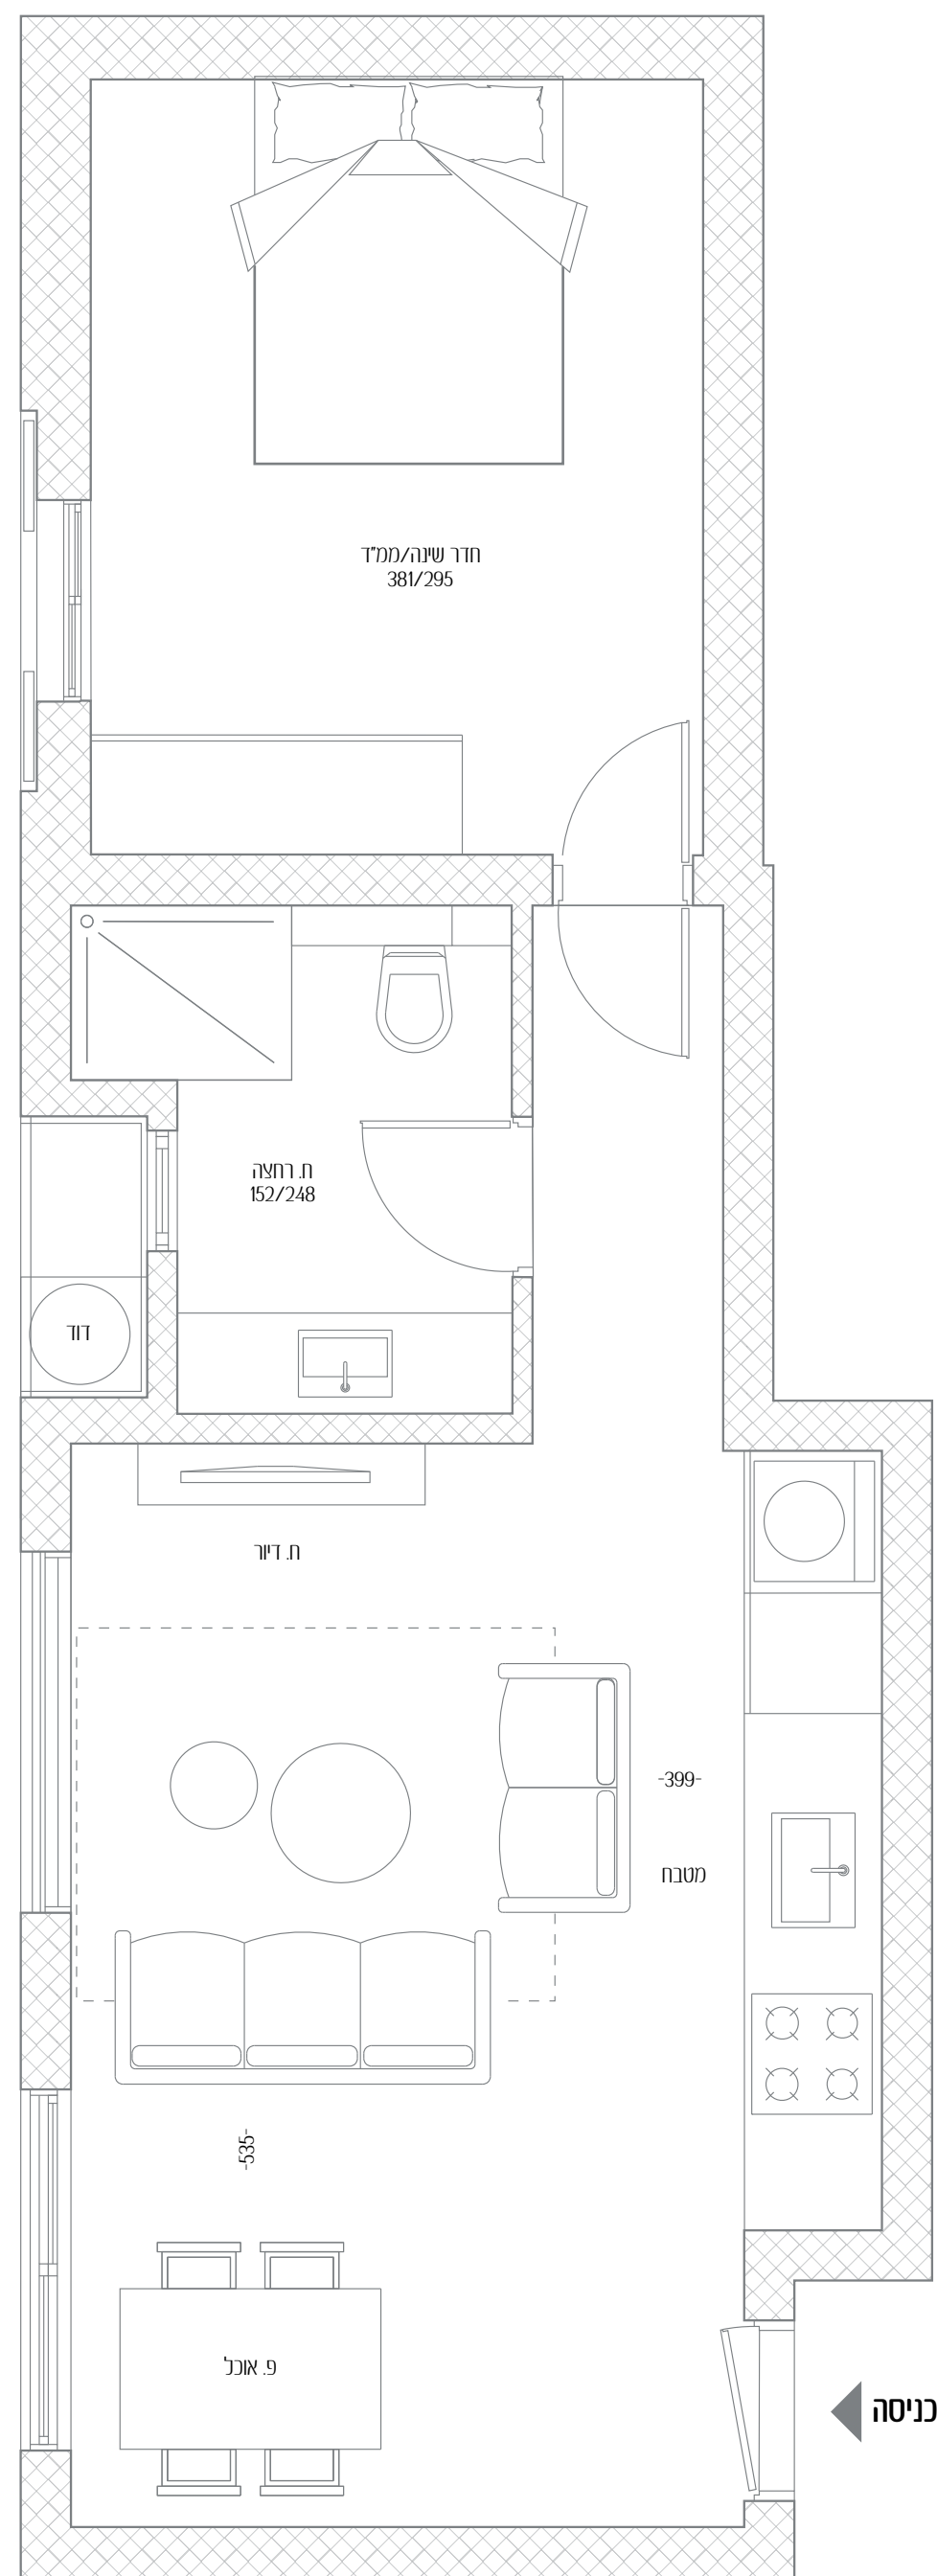 חדר שינה/ממ"ד
381/295
ח. רחצה
152/248
דוד
ח. דיור
-399-
מטבח
-535-
פ. אוכל
כניסה